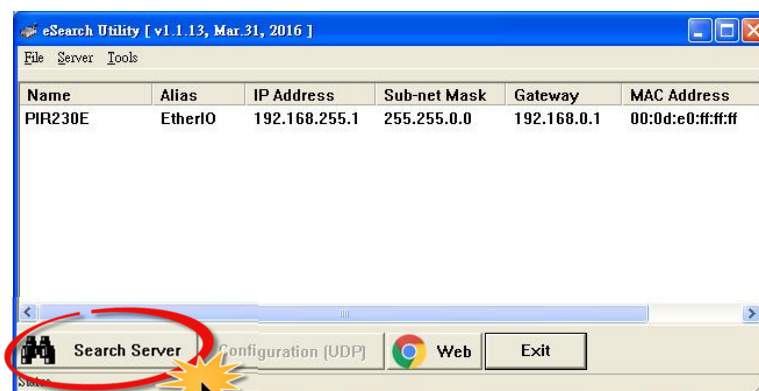 eSearch Utility [ v1.1.13, Mar.31, 2016 ]
File Server Tools
Name Alias IP Address Sub-net Mask Gateway MAC Address
PIR230E EtherIO 192.168.255.1 255.255.0.0 192.168.0.1 00:0d:e0:ff:ff:ff
Search Server Configuration (UDP) Web Exit
Status